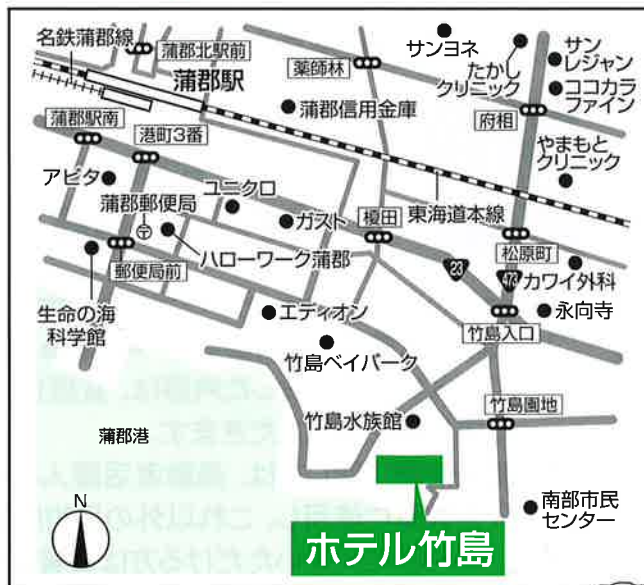 名鉄蒲郡線
蒲郡北駅前
蒲郡駅
薬師林
サンヨネ
たかし
クリニック
サン
レジャン
ココカラ
ファイン
蒲郡信用金庫
府相
蒲郡駅南
港町3番
やまもと
クリニック
アピタ
ユニクロ
蒲郡郵便局
ガスト
榎田
東海道本線
松原町
ハローワーク蒲郡
郵便局前
23
473
カワイ外科
生命の海
科学館
エディオン
永向寺
竹島入口
竹島ベイパーク
竹島園地
竹島水族館
蒲郡港
N
ホテル竹島
南部市民
センター